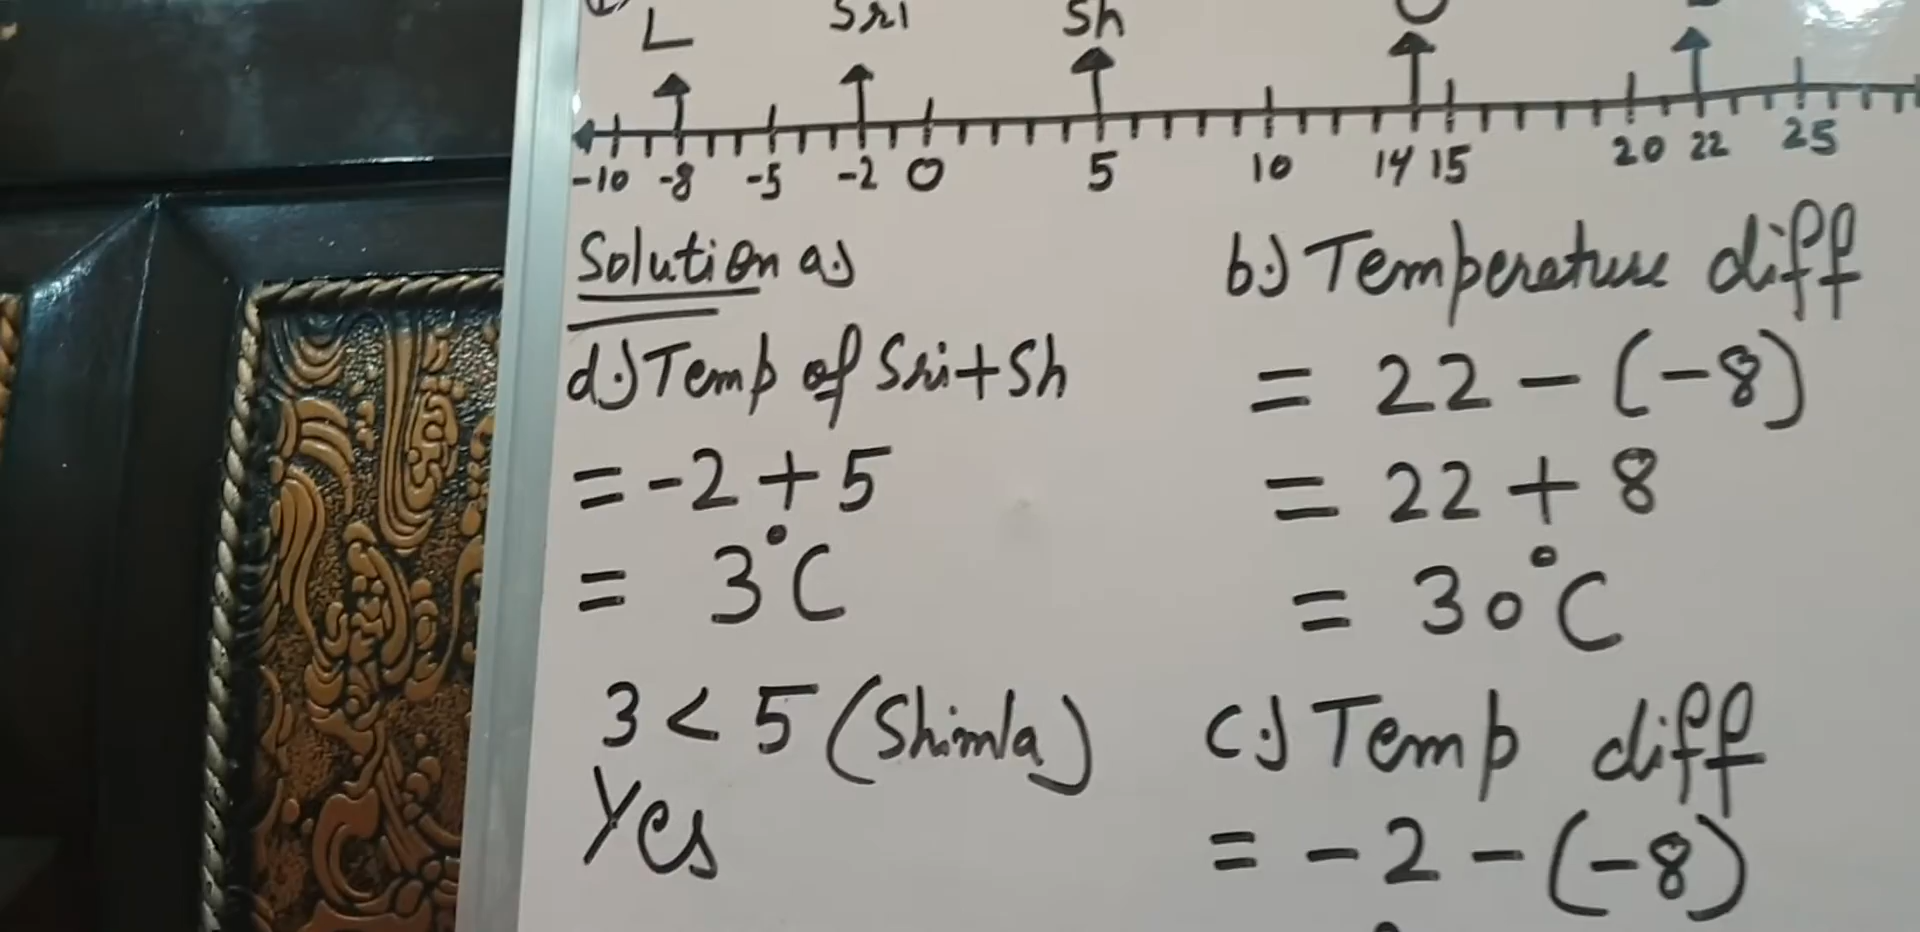 L Sri Sh
-10 -8 -5 -2 0 5 10 14 15 20 22 25
Solution a.)
d.) Temp of Sri+Sh
= -2 + 5
= 3°C
3 < 5 (Shimla)
Yes
b.) Temperature diff
= 22 - (-8)
= 22 + 8
= 30°C
c.) Temp diff
= -2 - (-8)